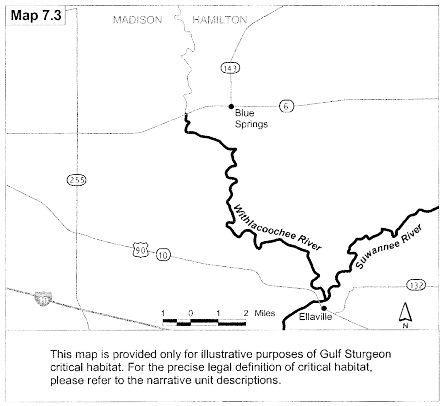 Map 7.3
MADISON HAMILTON
143
6
Blue
Springs
255
Withlacoochee River
Suwannee River
90
10
132
1 0 1 2 Miles
Ellaville
N
This map is provided only for illustrative purposes of Gulf Sturgeon
critical habitat. For the precise legal definition of critical habitat,
please refer to the narrative unit descriptions.